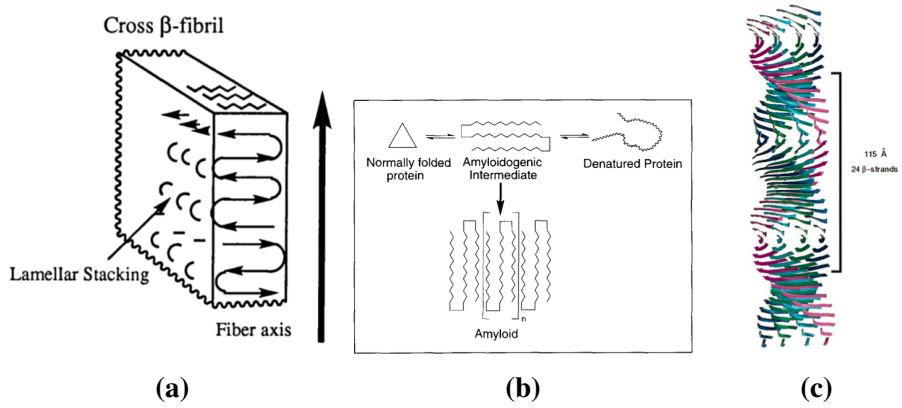 Cross β-fibril
Lamellar Stacking
Fiber axis
(a)
Normally folded
protein
Amyloidogenic
Intermediate
Denatured Protein
n
Amyloid
(b)
115 Å
24 β-strands
(c)